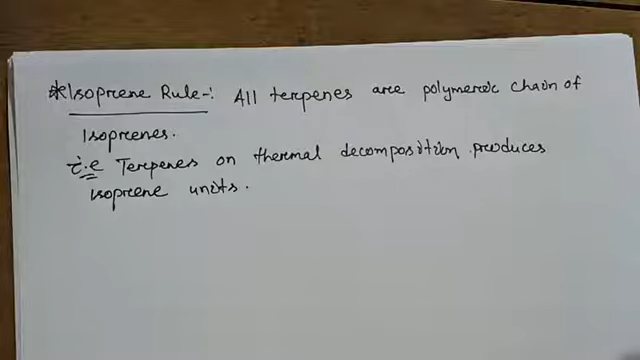 *Isoprene Rule-: All terpenes are polymeric chain of
Isoprenes.
i.e Terpenes on thermal decomposition produces
isoprene units.